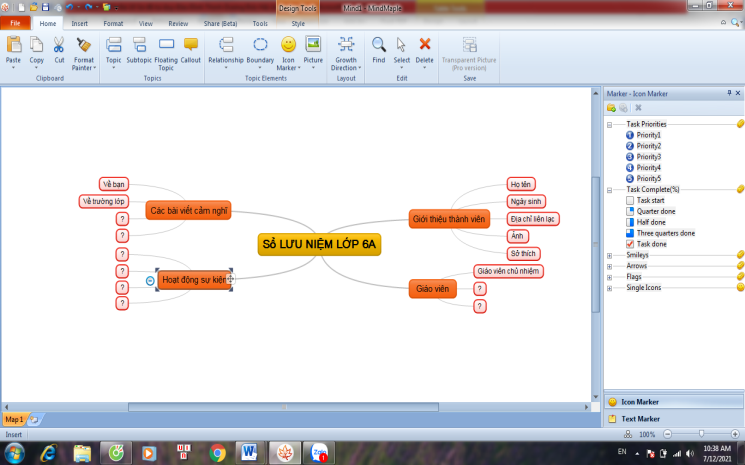 Design Tools
Mind1 - MindMaple
File Home Insert Format View Review Share (Beta) Tools Style
Paste Copy Cut Format Painter Topic Subtopic Floating Topic Callout Relationship Boundary Icon Marker Picture Growth Direction Find Select Delete Transparent Picture (Pro version)
Clipboard Topics Topic Elements Layout Edit Save
Về bạn
Về trường lớp
?
?
Các bài viết cảm nghĩ
?
?
?
?
Hoạt động sự kiện
SỔ LƯU NIỆM LỚP 6A
Giới thiệu thành viên
Họ tên
Ngày sinh
Địa chỉ liên lạc
Ảnh
Sở thích
Giáo viên
Giáo viên chủ nhiệm
?
?
Marker - Icon Marker
Task Priorities
1 Priority1
2 Priority2
3 Priority3
4 Priority4
5 Priority5
Task Complete(%)
Task start
Quarter done
Half done
Three quarters done
Task done
Smileys
Arrows
Flags
Single Icons
Icon Marker
Text Marker
Map 1
Insert
100%
EN
10:38 AM
7/12/2021